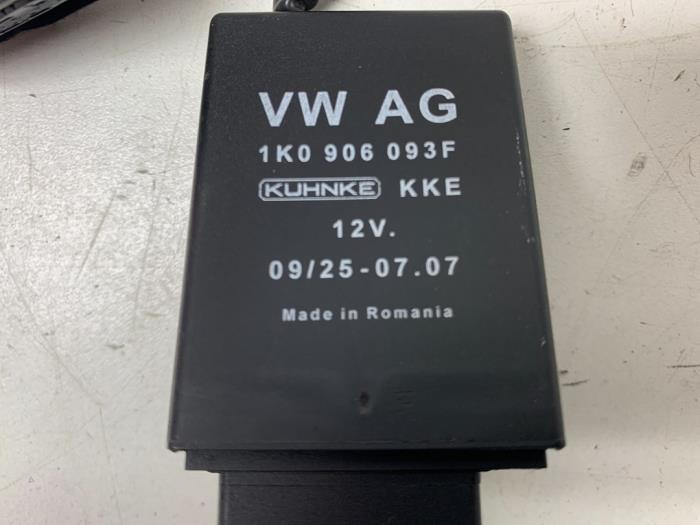 VW AG
1K0 906 093F
KUHNKE KKE
12V.
09/25-07.07
Made in Romania